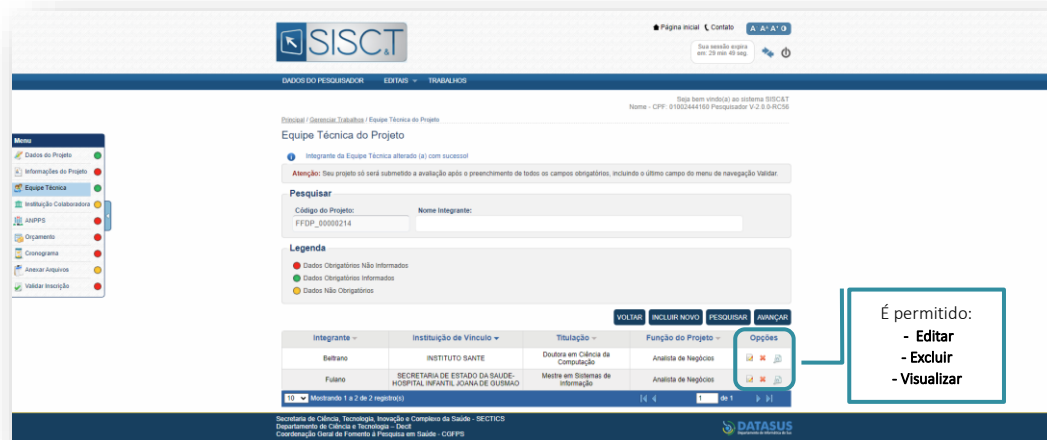 SISC&T
Página inicial Contato A A+ A-
Sua sessão expira
em: 29 min 49 seg.
DADOS DO PESQUISADOR EDITAIS TRABALHOS
Seja bem vindo(a) ao sistema SISC&T
Nome - CPF: 01002444160 Pesquisador V-2.0.0-RC58
Principal / Gerenciar Trabalhos / Equipe Técnica do Projeto
Equipe Técnica do Projeto
Menu
Dados do Projeto
Informações do Projeto
Equipe Técnica
Instituição Colaboradora
ANPPS
Orçamento
Cronograma
Anexar Arquivos
Validar Inscrição
Integrante da Equipe Técnica alterado (a) com sucesso!
Atenção: Seu projeto só será submetido a avaliação após o preenchimento de todos os campos obrigatórios, incluindo o último campo do menu de navegação Validar.
Pesquisar
Código do Projeto: Nome Integrante:
FFDP_00000214
Legenda
Dados Obrigatórios Não Informados
Dados Obrigatórios Informados
Dados Não Obrigatórios
VOLTAR INCLUIR NOVO PESQUISAR AVANÇAR
Integrante Instituição de Vínculo Titulação Função do Projeto Opções
Beltrano INSTITUTO SANTE Doutora em Ciência da Computação Analista de Negócios
Fulano SECRETARIA DE ESTADO DA SAUDE-HOSPITAL INFANTIL JOANA DE GUSMAO Mestre em Sistemas de Informação Analista de Negócios
10 Mostrando 1 a 2 de 2 registro(s) 1 de 1
É permitido:
- Editar
- Excluir
- Visualizar
Secretaria de Ciência, Tecnologia, Inovação e Complexo da Saúde - SECTICS
Departamento de Ciência e Tecnologia – Decit
Coordenação Geral de Fomento à Pesquisa em Saúde - COFPS
DATASUS
Departamento de Informática do Sus